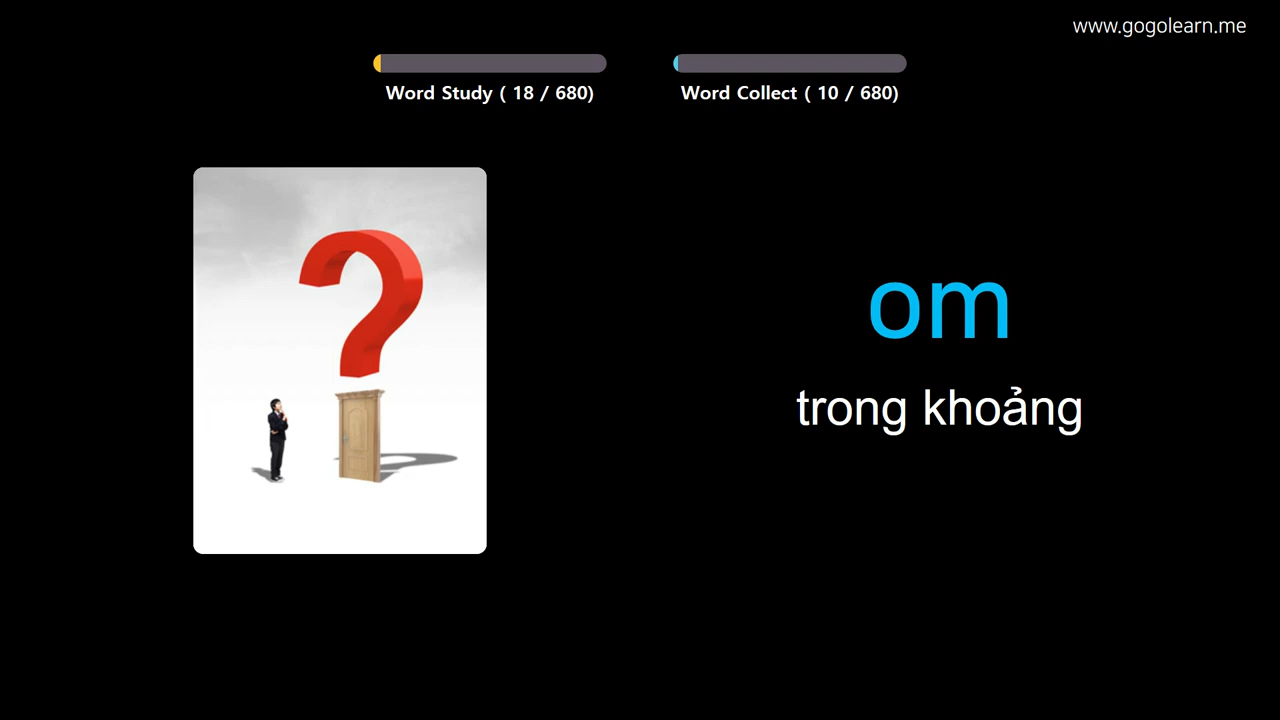 www.gogolearn.me
Word Study ( 18 / 680)
Word Collect ( 10 / 680)
om
trong khoảng